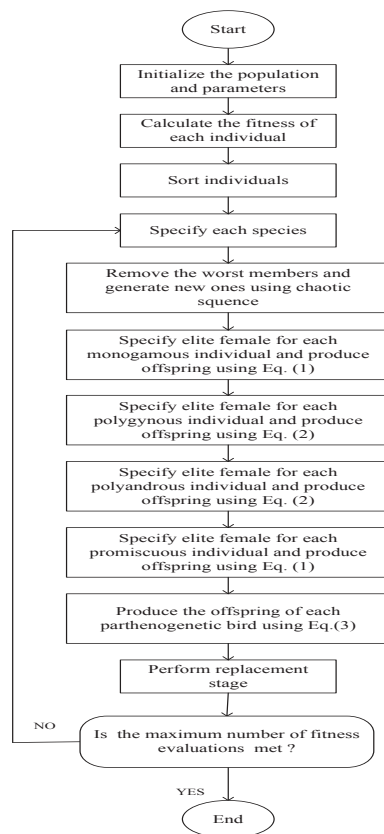 Start
Initialize the population
and parameters
Calculate the fitness of
each individual
Sort individuals
Specify each species
Remove the worst members and
generate new ones using chaotic
squence
Specify elite female for each
monogamous individual and produce
offspring using Eq. (1)
Specify elite female for each
polygynous individual and produce
offspring using Eq. (2)
Specify elite female for each
polyandrous individual and produce
offspring using Eq. (2)
Specify elite female for each
promiscuous individual and produce
offspring using Eq. (1)
Produce the offspring of each
parthenogenetic bird using Eq.(3)
Perform replacement
stage
NO
Is the maximum number of fitness
evaluations met ?
YES
End